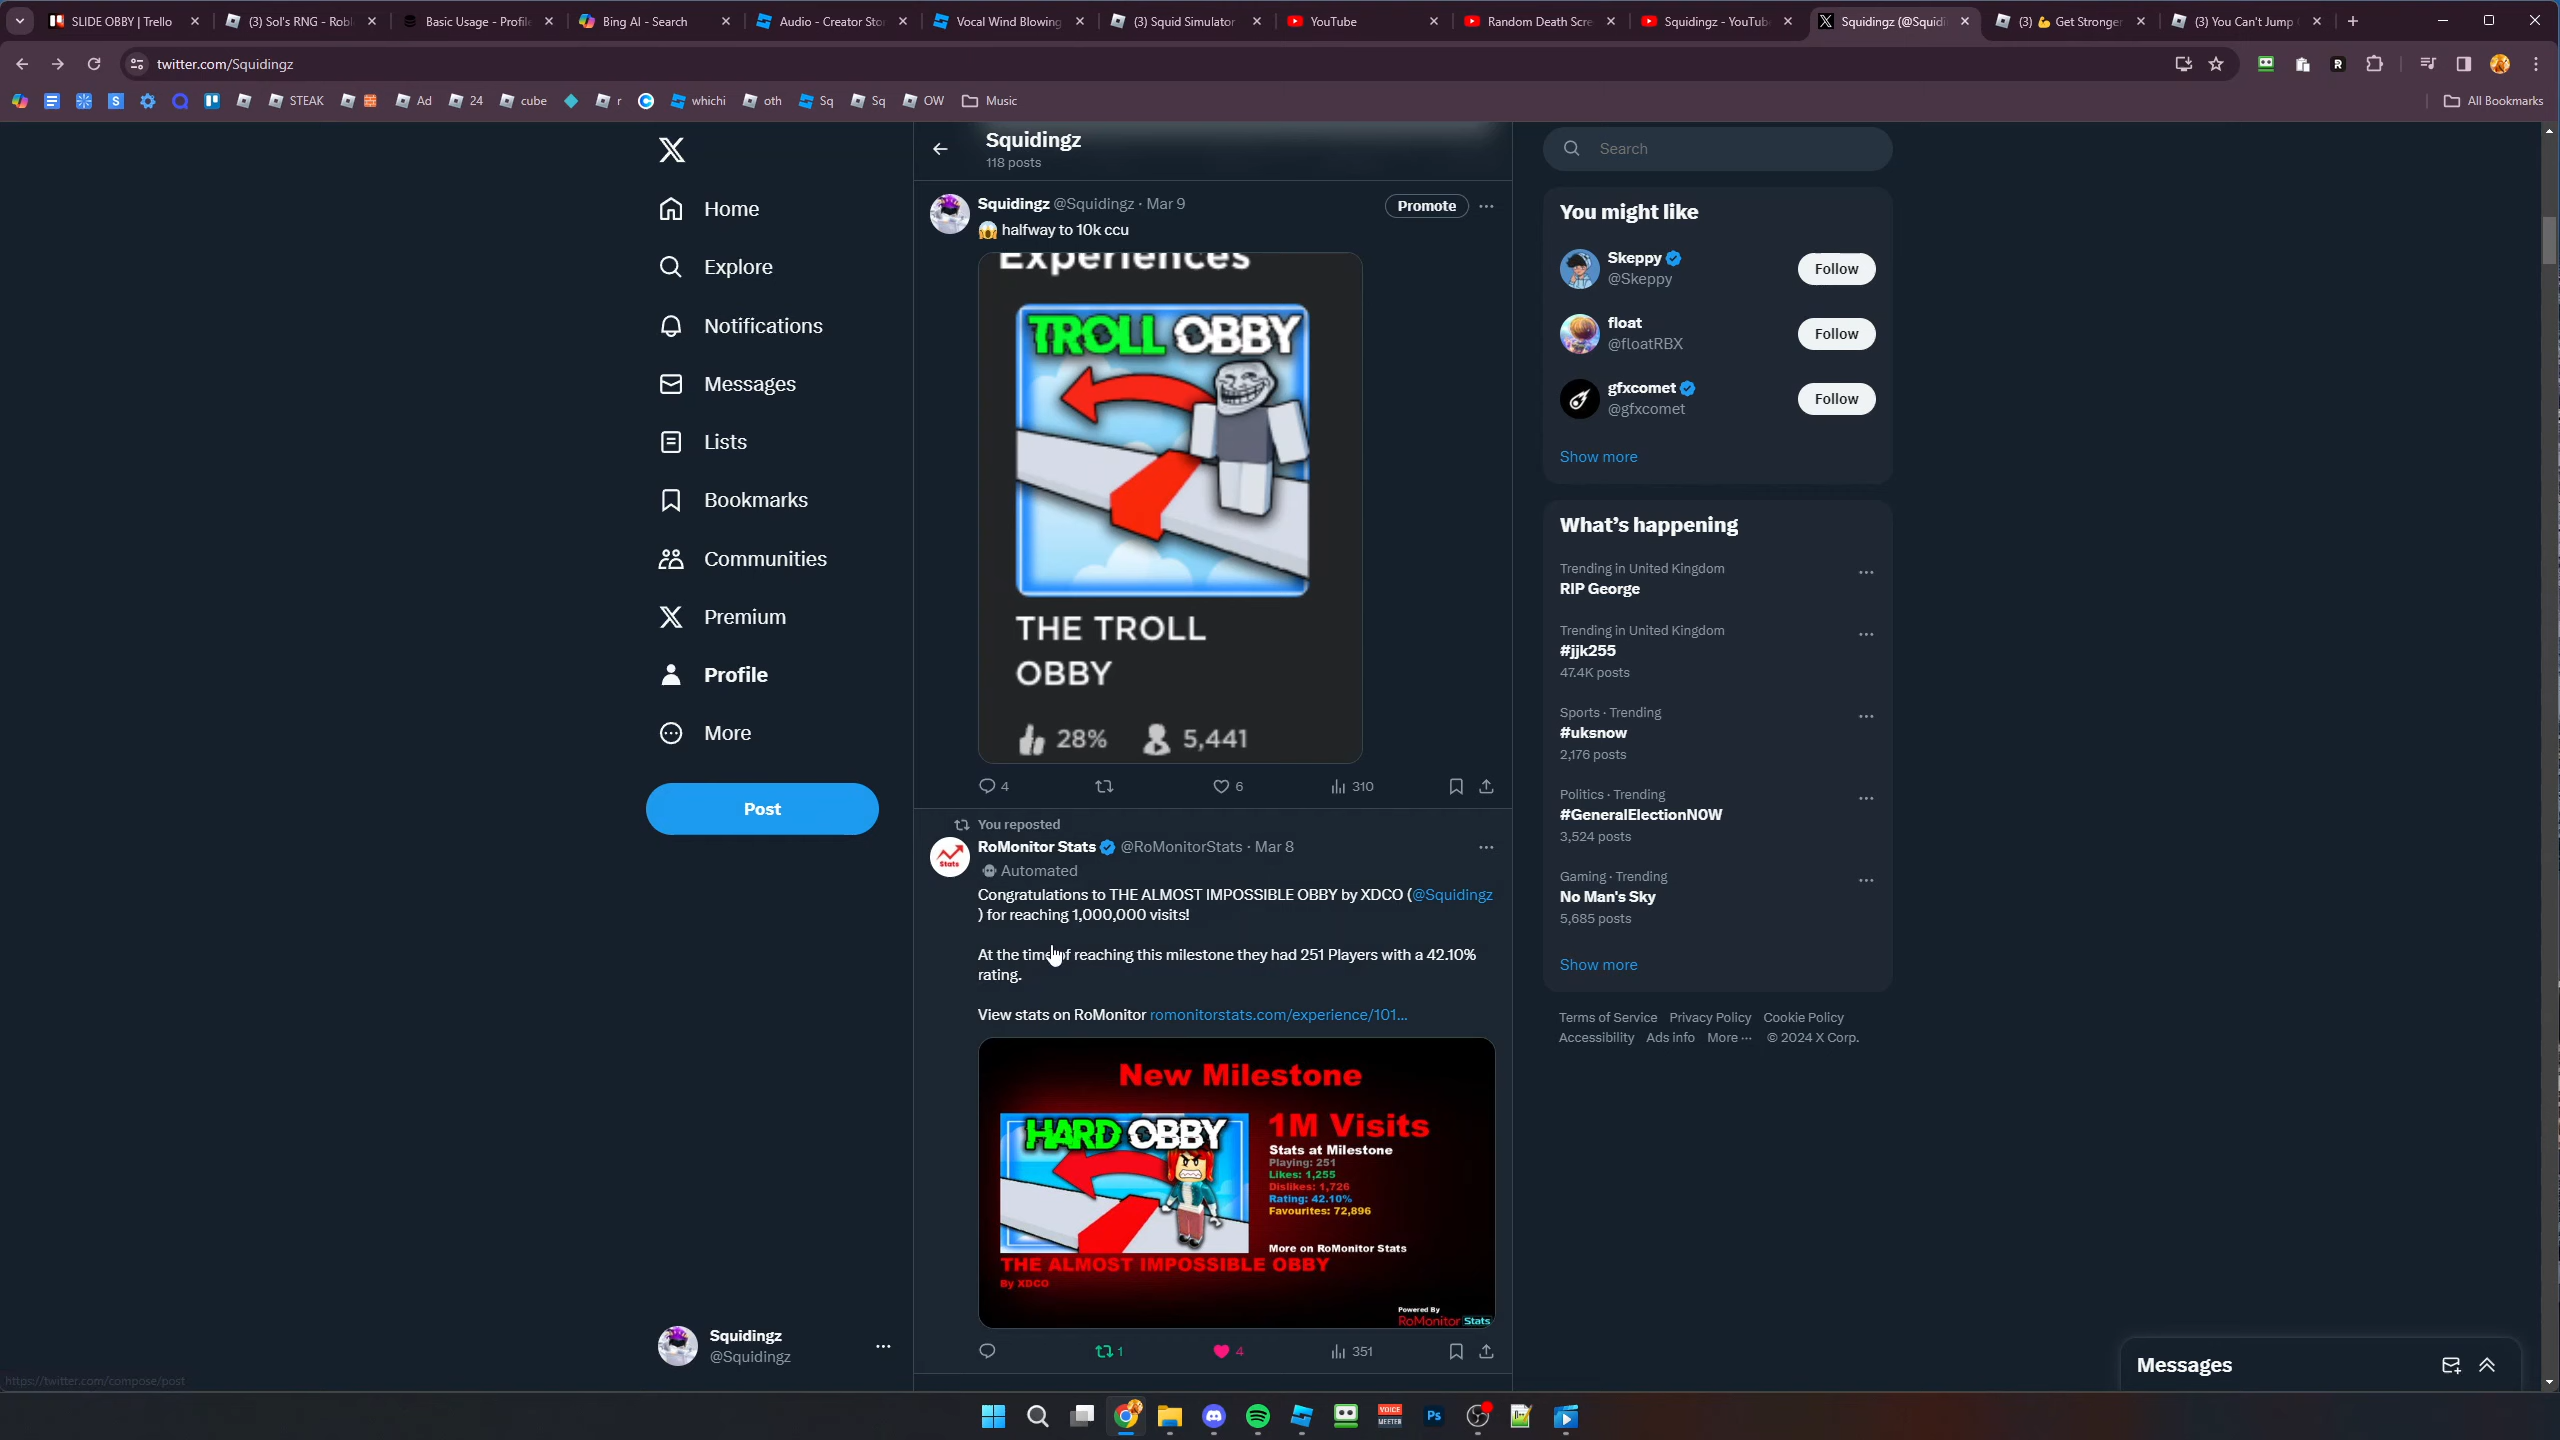 SLIDE OBBY | Trello
(3) Sol's RNG - Robl
Basic Usage - Profile
Bing AI - Search
Audio - Creator Stor
Vocal Wind Blowing
(3) Squid Simulator
YouTube
Random Death Scre
Squidingz - YouTube
Squidingz (@Squidi
(3) 💪 Get Stronger
(3) You Can't Jump
twitter.com/Squidingz
STEAK
Ad
24
cube
r
whichi
oth
Sq
Sq
OW
Music
All Bookmarks
Home
Explore
Notifications
Messages
Lists
Bookmarks
Communities
Premium
Profile
More
Post
Squidingz
@Squidingz
https://twitter.com/compose/post
Squidingz
118 posts
Squidingz @Squidingz · Mar 9
Promote
😱 halfway to 10k ccu
Experiences
TROLL OBBY
THE TROLL
OBBY
28% 5,441
4 6 310
You reposted
RoMonitor Stats @RoMonitorStats · Mar 8
Automated
Congratulations to THE ALMOST IMPOSSIBLE OBBY by XDCO (@Squidingz
) for reaching 1,000,000 visits!
At the time of reaching this milestone they had 251 Players with a 42.10%
rating.
View stats on RoMonitor romonitorstats.com/experience/101...
New Milestone
HARD OBBY
1M Visits
Stats at Milestone
Playing: 251
Likes: 1,255
Dislikes: 1,726
Rating: 42.10%
Favourites: 72,896
More on RoMonitor Stats
THE ALMOST IMPOSSIBLE OBBY
By XDCO
Powered By
RoMonitor Stats
1 4 351
Search
You might like
Skeppy
@Skeppy
Follow
float
@floatRBX
Follow
gfxcomet
@gfxcomet
Follow
Show more
What's happening
Trending in United Kingdom
RIP George
Trending in United Kingdom
#jjk255
47.4K posts
Sports · Trending
#uksnow
2,176 posts
Politics · Trending
#GeneralElectionN0W
3,524 posts
Gaming · Trending
No Man's Sky
5,685 posts
Show more
Terms of Service Privacy Policy Cookie Policy
Accessibility Ads info More ··· © 2024 X Corp.
Messages
VOICE
MEETER
Ps